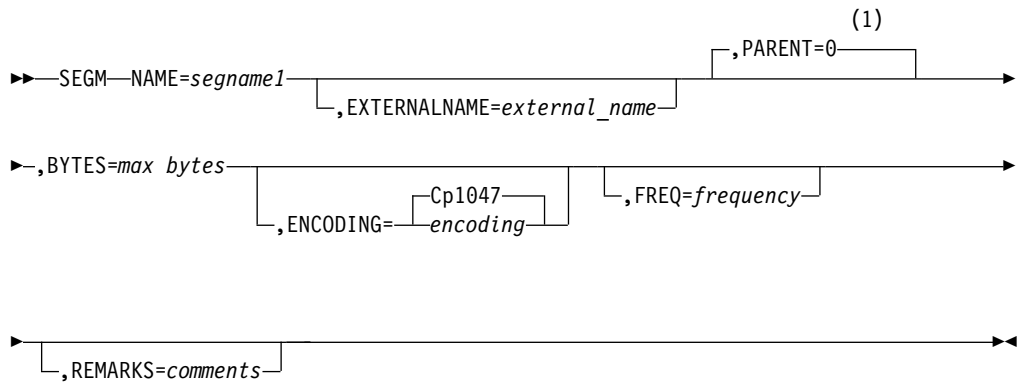 (1)
,PARENT=0
SEGM NAME=segname1
,EXTERNALNAME=external_name
,BYTES=max bytes
Cp1047
,FREQ=frequency
,ENCODING= encoding
,REMARKS=comments